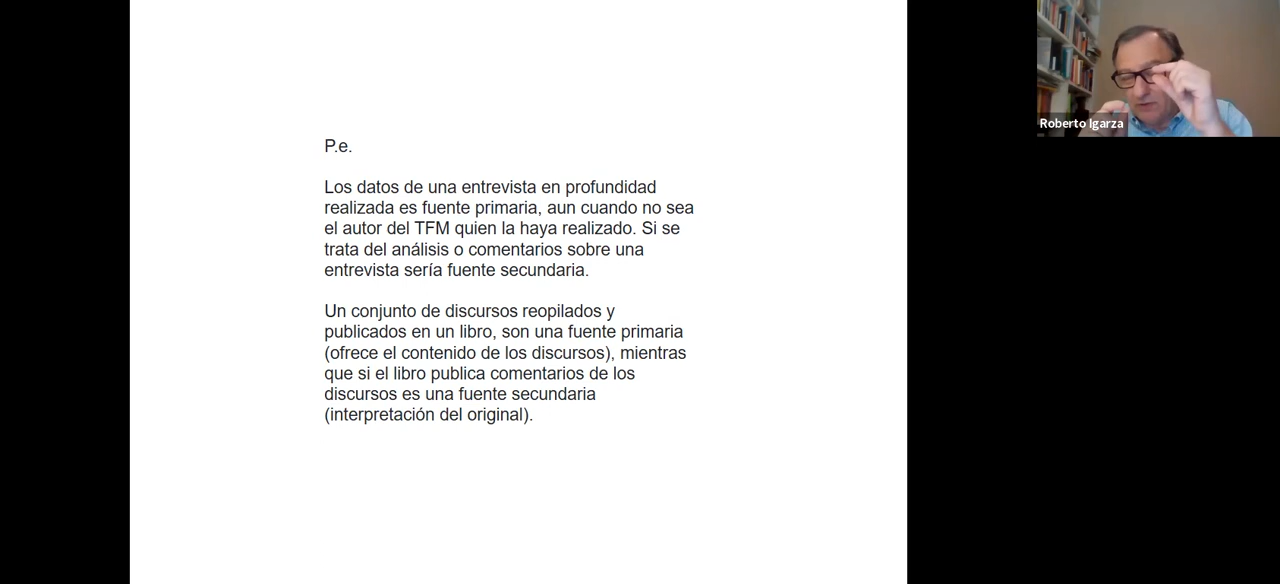 P.e.
Los datos de una entrevista en profundidad
realizada es fuente primaria, aun cuando no sea
el autor del TFM quien la haya realizado. Si se
trata del análisis o comentarios sobre una
entrevista sería fuente secundaria.
Un conjunto de discursos reopilados y
publicados en un libro, son una fuente primaria
(ofrece el contenido de los discursos), mientras
que si el libro publica comentarios de los
discursos es una fuente secundaria
(interpretación del original).
Roberto Igarza